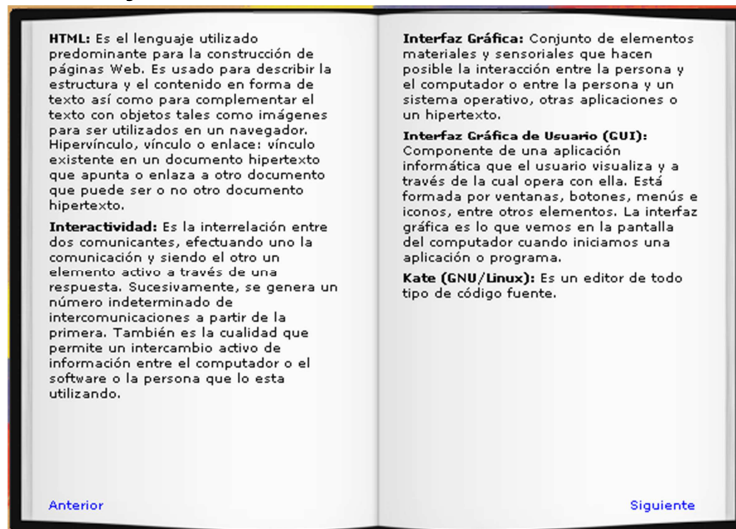 HTML: Es el lenguaje utilizado
predominante para la construcción de
páginas Web. Es usado para describir la
estructura y el contenido en forma de
texto así como para complementar el
texto con objetos tales como imágenes
para ser utilizados en un navegador.
Hipervínculo, vínculo o enlace: vínculo
existente en un documento hipertexto
que apunta o enlaza a otro documento
que puede ser o no otro documento
hipertexto.
Interactividad: Es la interrelación entre
dos comunicantes, efectuando uno la
comunicación y siendo el otro un
elemento activo a través de una
respuesta. Sucesivamente, se genera un
número indeterminado de
intercomunicaciones a partir de la
primera. También es la cualidad que
permite un intercambio activo de
información entre el computador o el
software o la persona que lo esta
utilizando.
Anterior
Interfaz Gráfica: Conjunto de elementos
materiales y sensoriales que hacen
posible la interacción entre la persona y
el computador o entre la persona y un
sistema operativo, otras aplicaciones o
un hipertexto.
Interfaz Gráfica de Usuario (GUI):
Componente de una aplicación
informática que el usuario visualiza y a
través de la cual opera con ella. Está
formada por ventanas, botones, menús e
iconos, entre otros elementos. La interfaz
gráfica es lo que vemos en la pantalla
del computador cuando iniciamos una
aplicación o programa.
Kate (GNU/Linux): Es un editor de todo
tipo de código fuente.
Siguiente